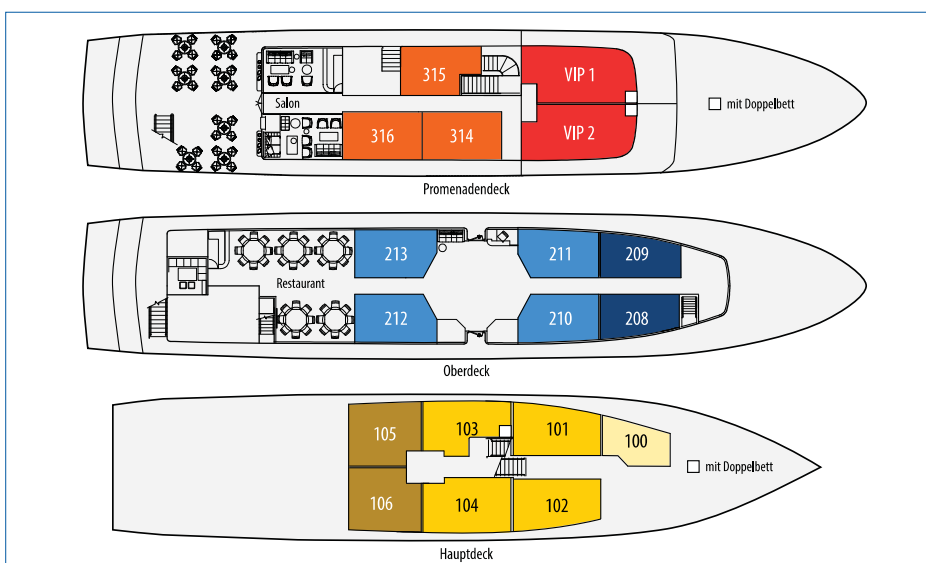 315
VIP 1
mit Doppelbett
Salon
316
314
VIP 2
Promenadendeck
213
211
209
Restaurant
212
210
208
Oberdeck
105
103
101
100
mit Doppelbett
106
104
102
Hauptdeck